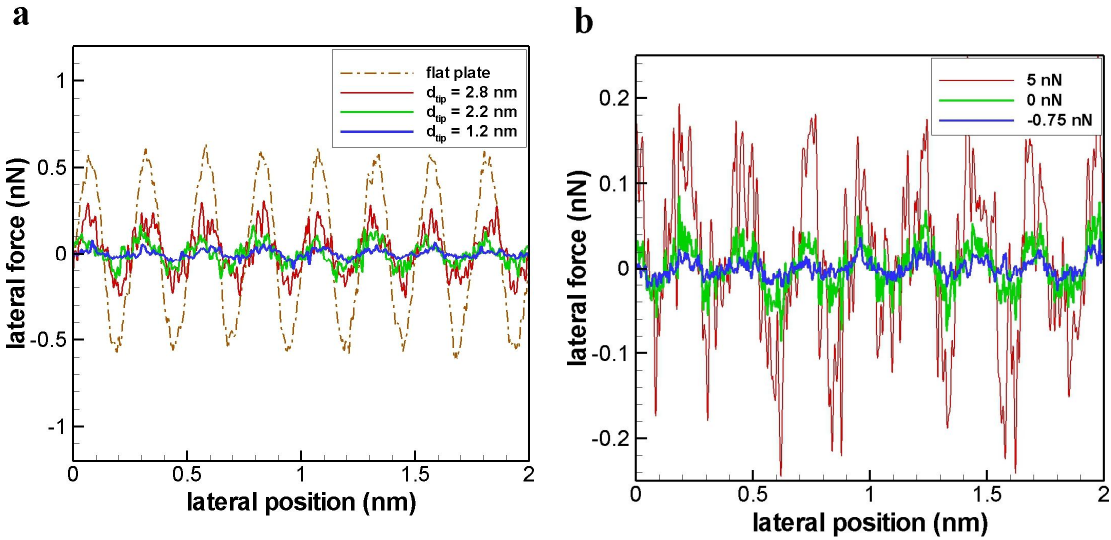 a
lateral force (nN)
1
0.5
0
-0.5
-1
flat plate
dtip = 2.8 nm
dtip = 2.2 nm
dtip = 1.2 nm
0 0.5 1 1.5 2
lateral position (nm)
b
lateral force (nN)
0.2
0.1
0
-0.1
-0.2
5 nN
0 nN
-0.75 nN
0 0.5 1 1.5 2
lateral position (nm)